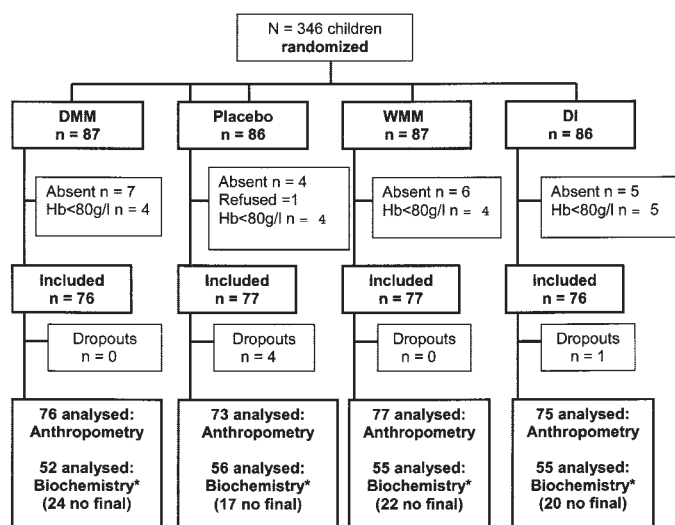 N = 346 children
randomized
DMM
n = 87
Placebo
n = 86
WMM
n = 87
DI
n = 86
Absent n = 7
Hb<80g/l n = 4
Absent n = 4
Refused =1
Hb<80g/l n = 4
Absent n = 6
Hb<80g/l n = 4
Absent n = 5
Hb<80g/l n = 5
Included
n = 76
Included
n = 77
Included
n = 77
Included
n = 76
Dropouts
n = 0
Dropouts
n = 4
Dropouts
n = 0
Dropouts
n = 1
76 analysed:
Anthropometry
52 analysed:
Biochemistry*
(24 no final)
73 analysed:
Anthropometry
56 analysed:
Biochemistry*
(17 no final)
77 analysed:
Anthropometry
55 analysed:
Biochemistry*
(22 no final)
75 analysed:
Anthropometry
55 analysed:
Biochemistry*
(20 no final)